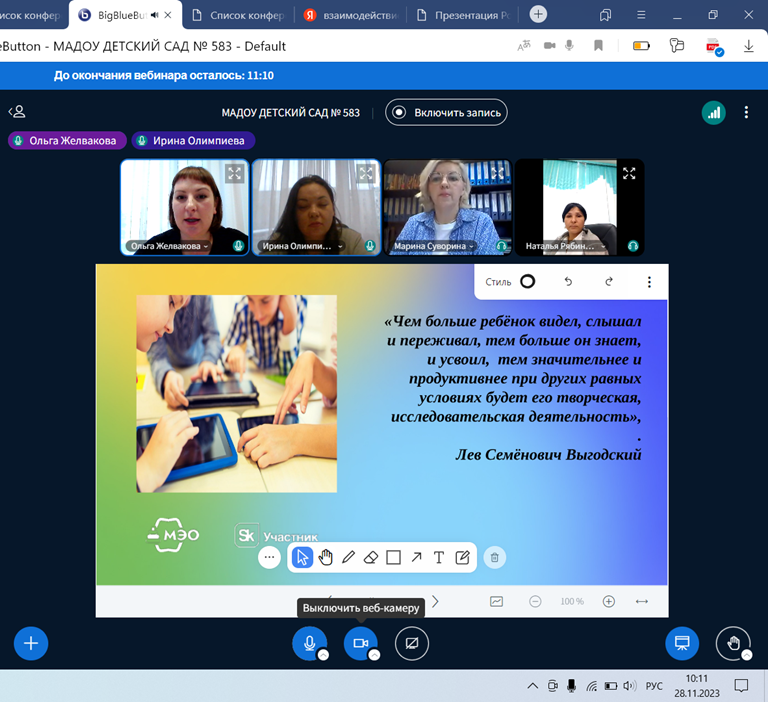 исок конфер
BigBlueBut
Список конфер
взаимодействи
Презентация Ро
eButton - МАДОУ ДЕТСКИЙ САД № 583 - Default
До окончания вебинара осталось: 11:10
МАДОУ ДЕТСКИЙ САД № 583
Включить запись
Ольга Желвакова
Ирина Олимпиева
Ольга Желвакова
Ирина Олимпи...
Марина Суворина
Наталья Рябин...
Стиль
«Чем больше ребёнок видел, слышал
и переживал, тем больше он знает,
и усвоил, тем значительнее и
продуктивнее при других равных
условиях будет его творческая,
исследовательская деятельность»,
.
Лев Семёнович Выгодский
МЭО
Sk Участник
100 %
Выключить веб-камеру
РУС
10:11
28.11.2023